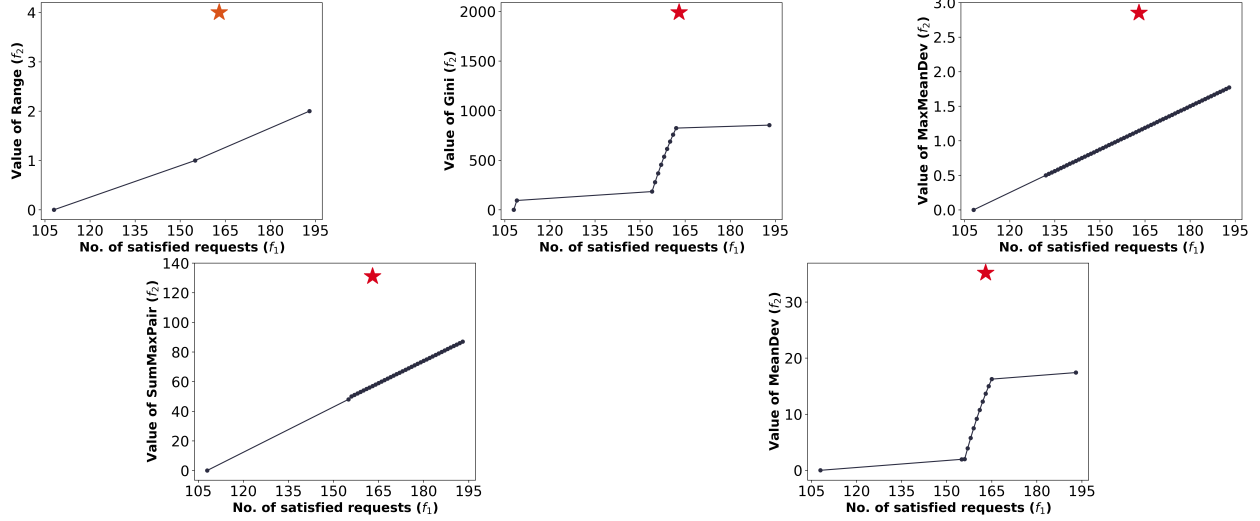 4
3
2
1
0
Value of Range (f₂)
105 120 135 150 165 180 195
No. of satisfied requests (f₁)
2000
1500
1000
500
0
Value of Gini (f₂)
105 120 135 150 165 180 195
No. of satisfied requests (f₁)
3.0
2.5
2.0
1.5
1.0
0.5
0.0
Value of MaxMeanDev (f₂)
105 120 135 150 165 180 195
No. of satisfied requests (f₁)
140
120
100
80
60
40
20
0
Value of SumMaxPair (f₂)
105 120 135 150 165 180 195
No. of satisfied requests (f₁)
30
20
10
0
Value of MeanDev (f₂)
105 120 135 150 165 180 195
No. of satisfied requests (f₁)